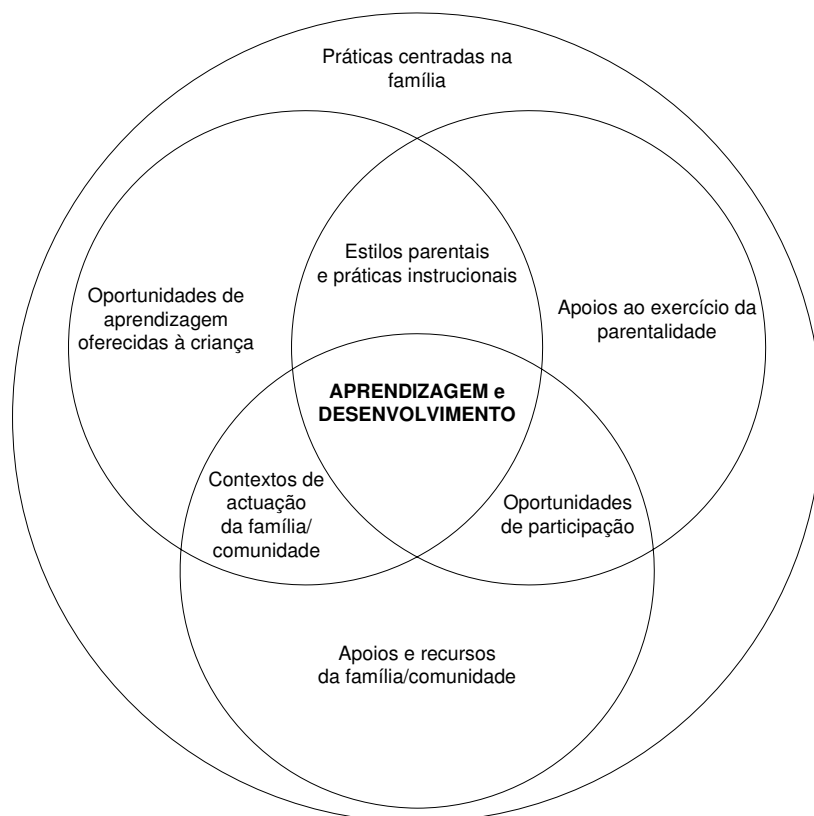 Práticas centradas na
família
Estilos parentais
e práticas instrucionais
Oportunidades de
aprendizagem
oferecidas à criança
Apoios ao exercício da
parentalidade
APRENDIZAGEM e
DESENVOLVIMENTO
Contextos de
actuação
da família/
comunidade
Oportunidades
de participação
Apoios e recursos
da família/comunidade